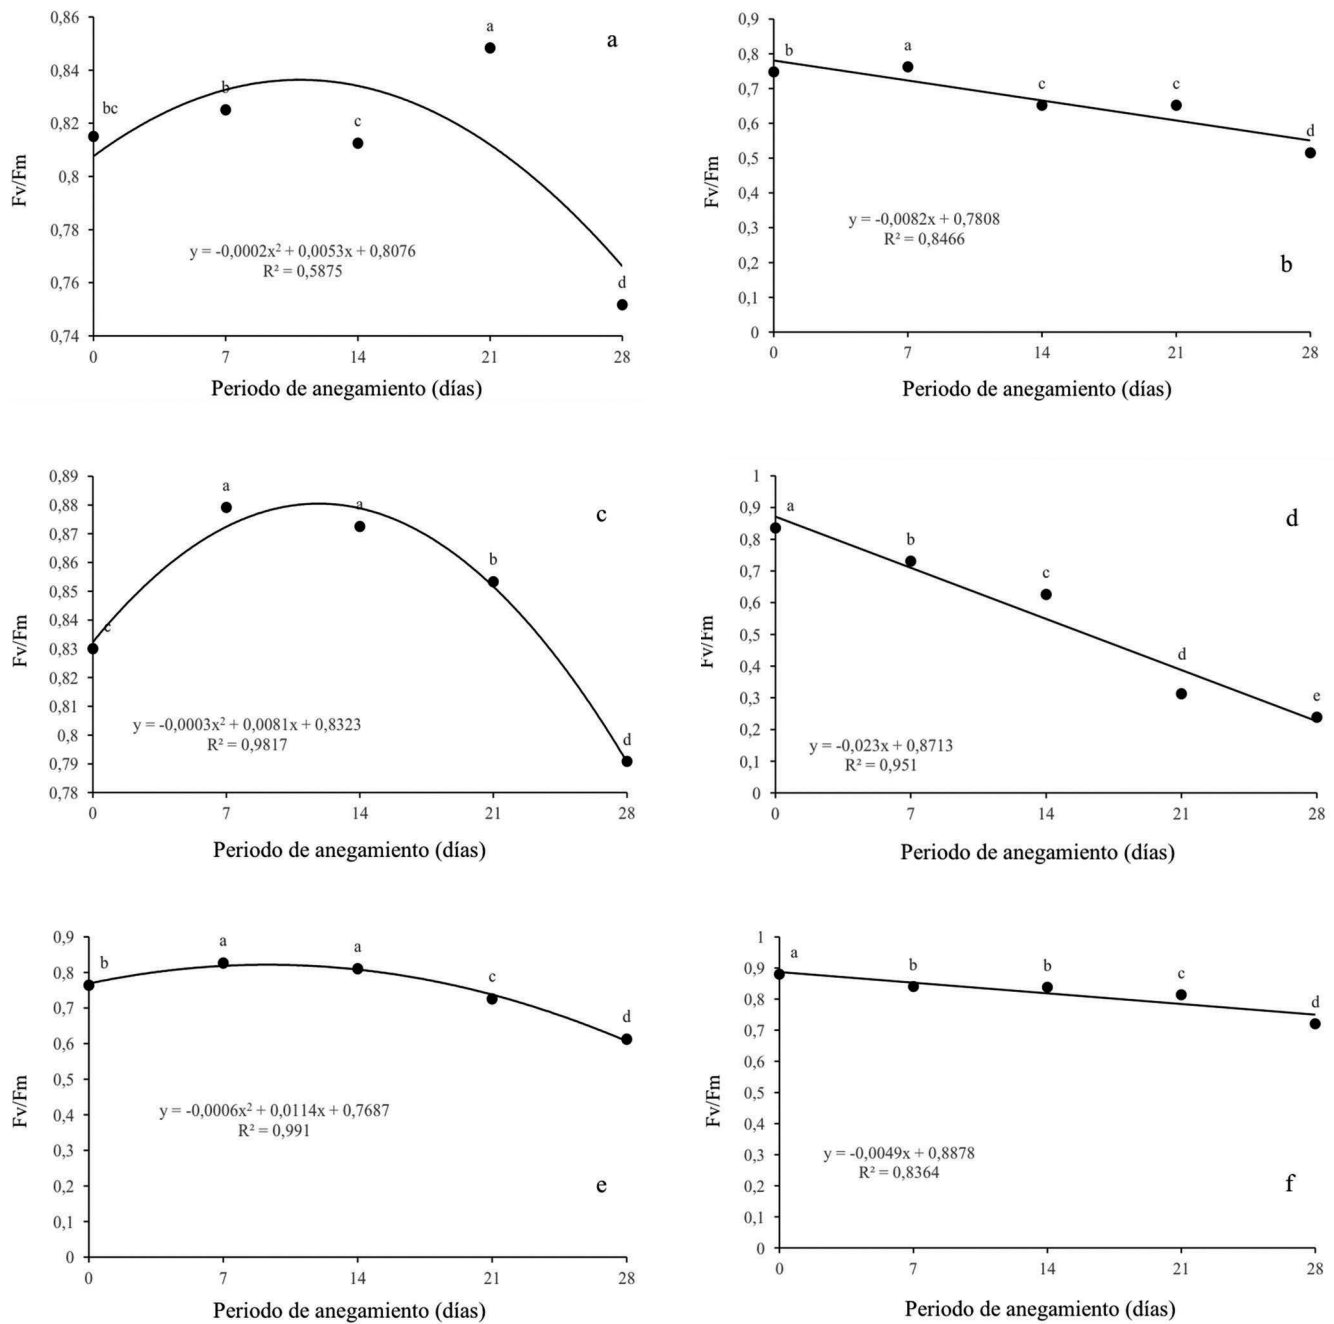 0,86
0,84
0,82
0,8
0,78
0,76
0,74
Fv/Fm
bc
b
c
a
d
a
y = -0,0002x² + 0,0053x + 0,8076
R² = 0,5875
0 7 14 21 28
Periodo de anegamiento (días)
0,9
0,8
0,7
0,6
0,5
0,4
0,3
0,2
0,1
0
Fv/Fm
b
a
c
c
d
y = -0,0082x + 0,7808
R² = 0,8466
b
0 7 14 21 28
Periodo de anegamiento (días)
0,89
0,88
0,87
0,86
0,85
0,84
0,83
0,82
0,81
0,8
0,79
0,78
Fv/Fm
c
a
a
b
d
c
y = -0,0003x² + 0,0081x + 0,8323
R² = 0,9817
0 7 14 21 28
Periodo de anegamiento (días)
1
0,9
0,8
0,7
0,6
0,5
0,4
0,3
0,2
0,1
0
Fv/Fm
a
b
c
d
e
d
y = -0,023x + 0,8713
R² = 0,951
0 7 14 21 28
Periodo de anegamiento (días)
0,9
0,8
0,7
0,6
0,5
0,4
0,3
0,2
0,1
0
Fv/Fm
b
a
a
c
d
y = -0,0006x² + 0,0114x + 0,7687
R² = 0,991
e
0 7 14 21 28
Periodo de anegamiento (días)
1
0,9
0,8
0,7
0,6
0,5
0,4
0,3
0,2
0,1
0
Fv/Fm
a
b
b
c
d
y = -0,0049x + 0,8878
R² = 0,8364
f
0 7 14 21 28
Periodo de anegamiento (días)